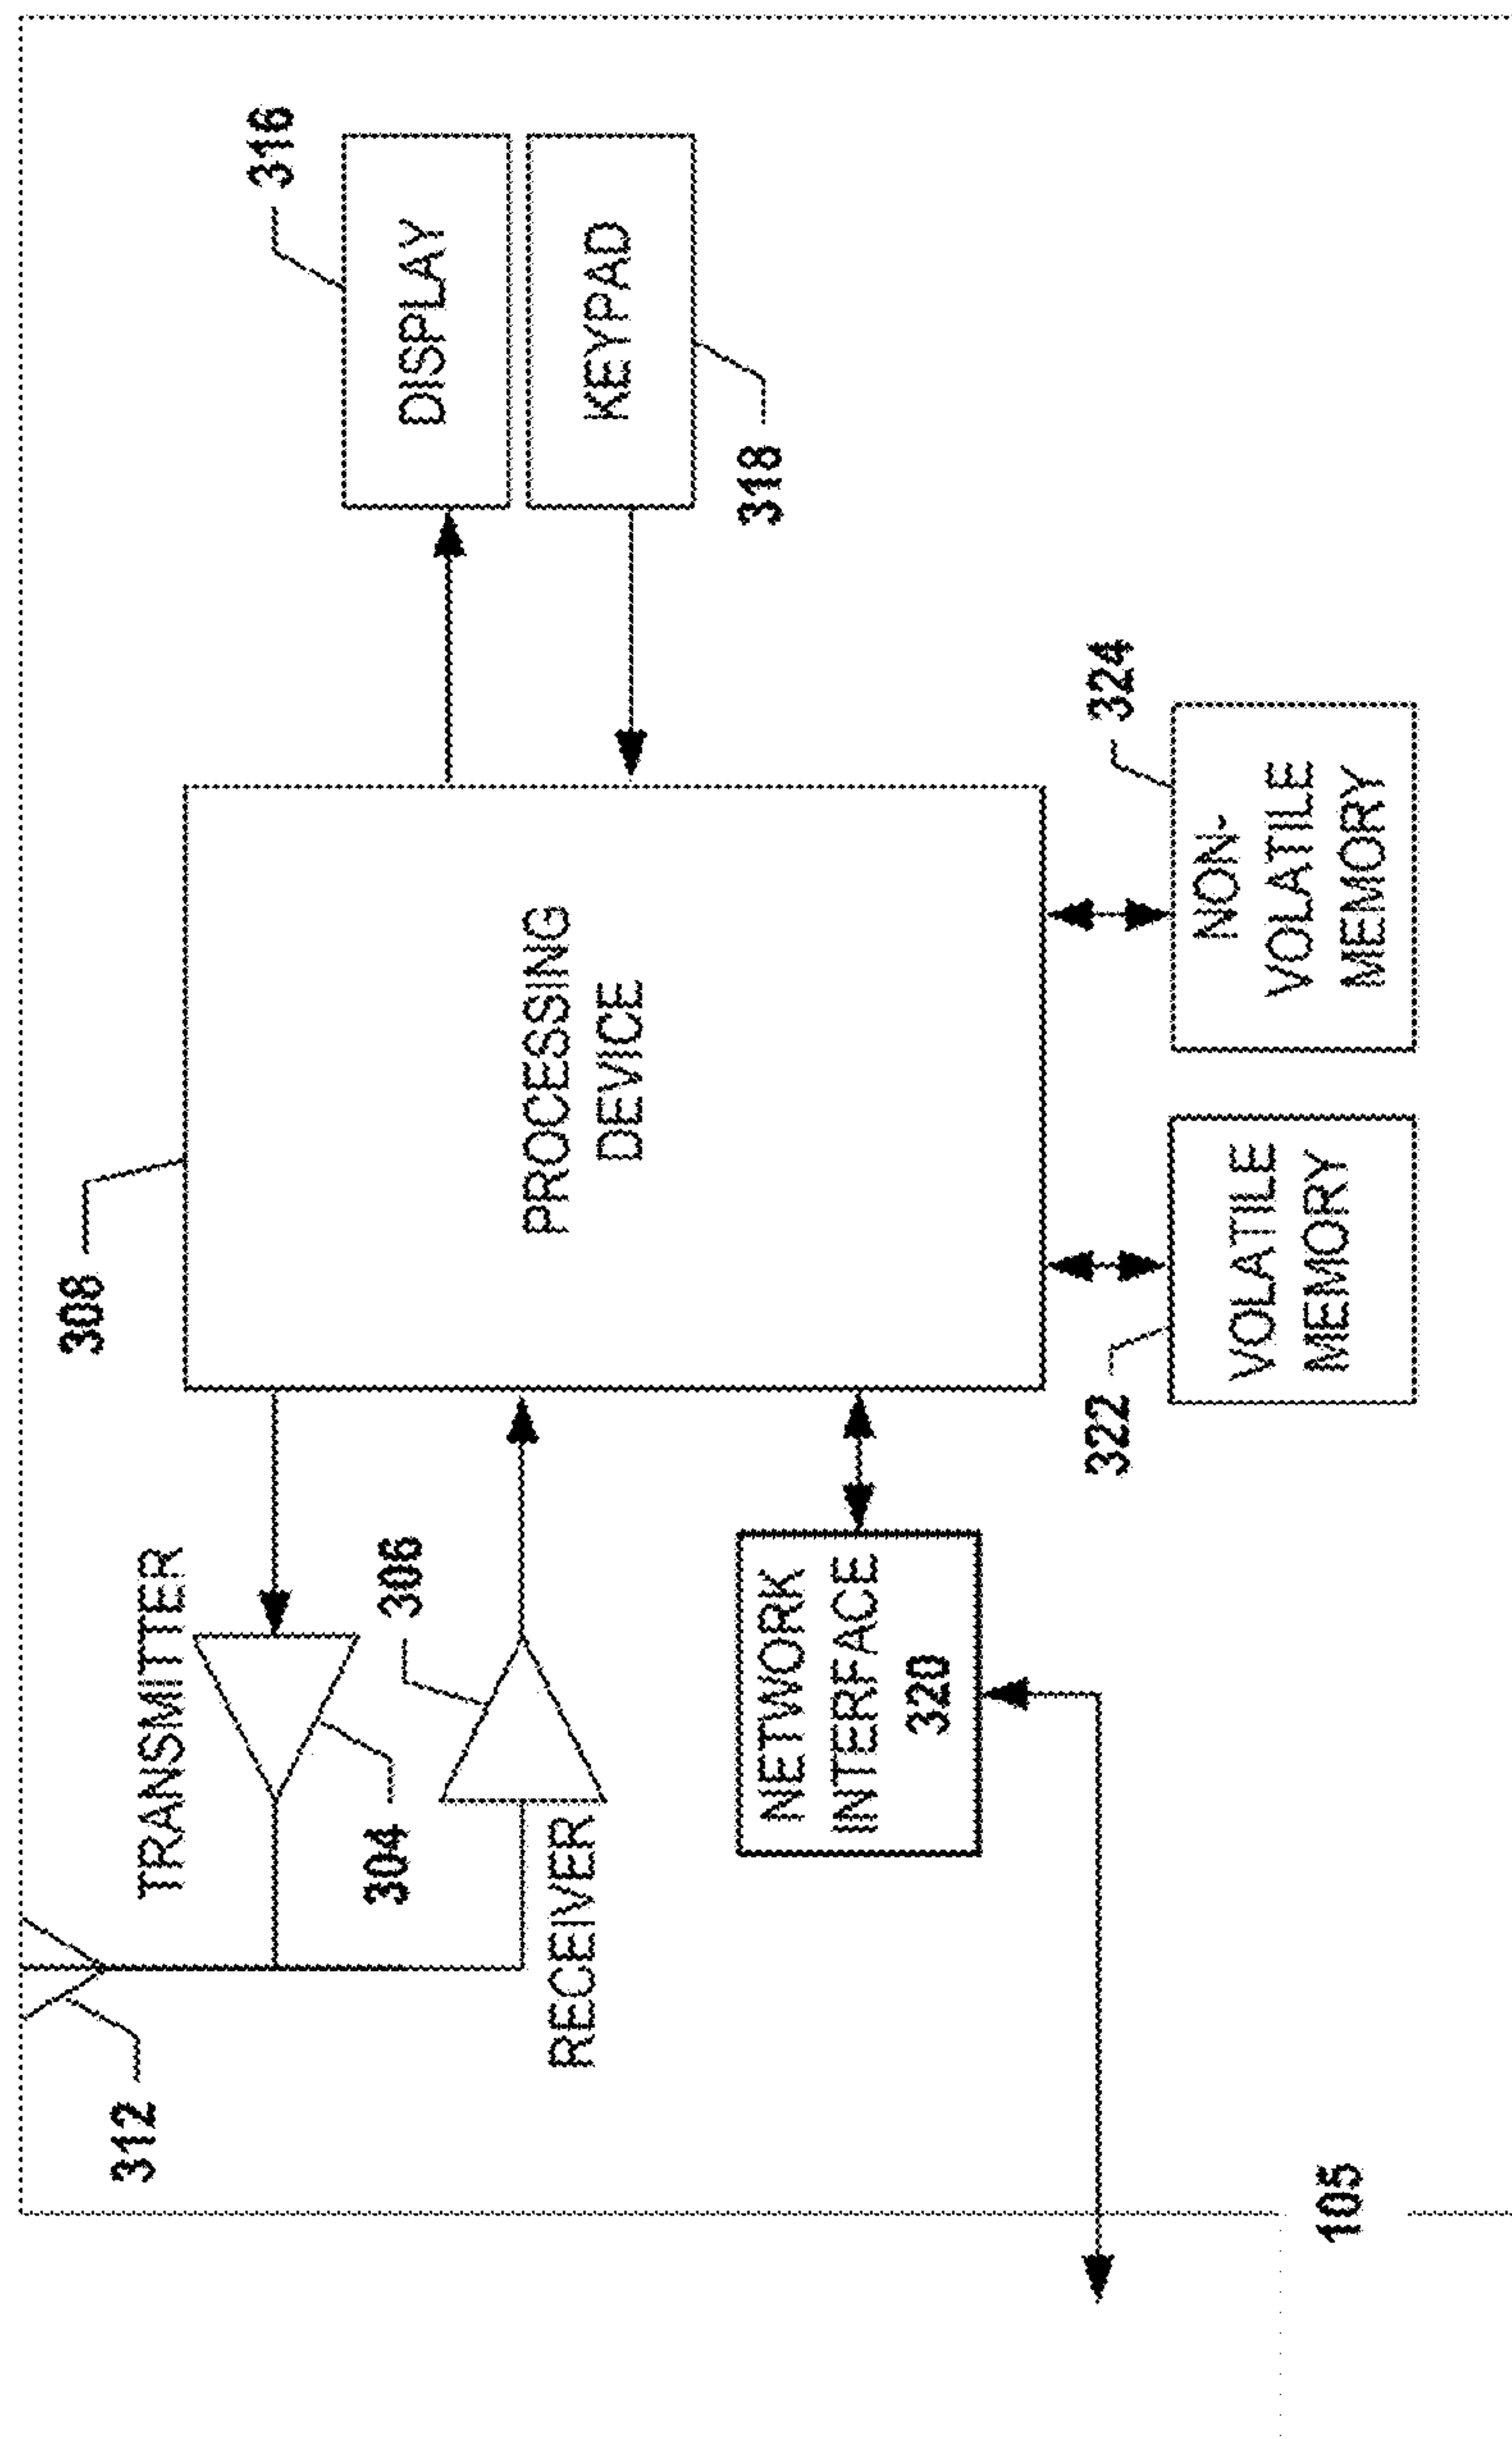 312
TRANSMITTER
304
306
RECEIVER
308
PROCESSING
DEVICE
316
DISPLAY
KEYPAD
318
NETWORK
INTERFACE
320
322
VOLATILE
MEMORY
324
NON-
VOLATILE
MEMORY
105